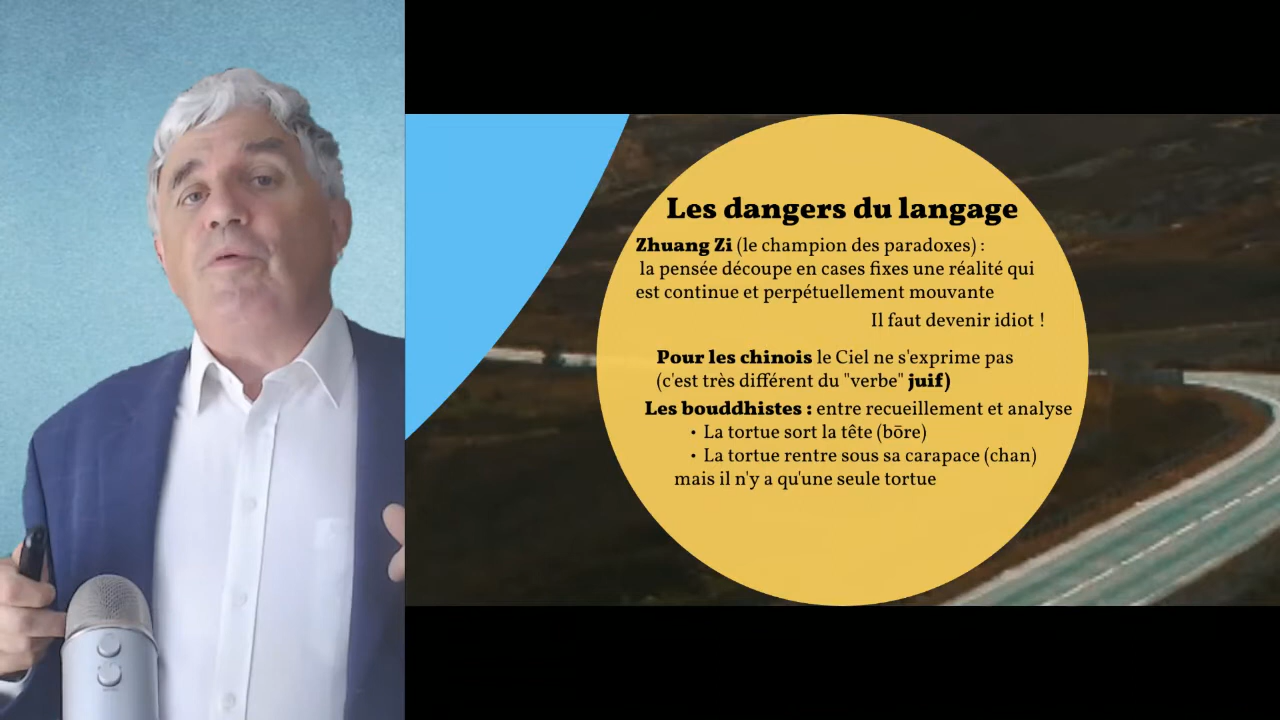 Les dangers du langage
Zhuang Zi (le champion des paradoxes) :
la pensée découpe en cases fixes une réalité qui
est continue et perpétuellement mouvante
Il faut devenir idiot !
Pour les chinois le Ciel ne s'exprime pas
(c'est très différent du "verbe" juif)
Les bouddhistes : entre recueillement et analyse
• La tortue sort la tête (bōre)
• La tortue rentre sous sa carapace (chan)
mais il n'y a qu'une seule tortue